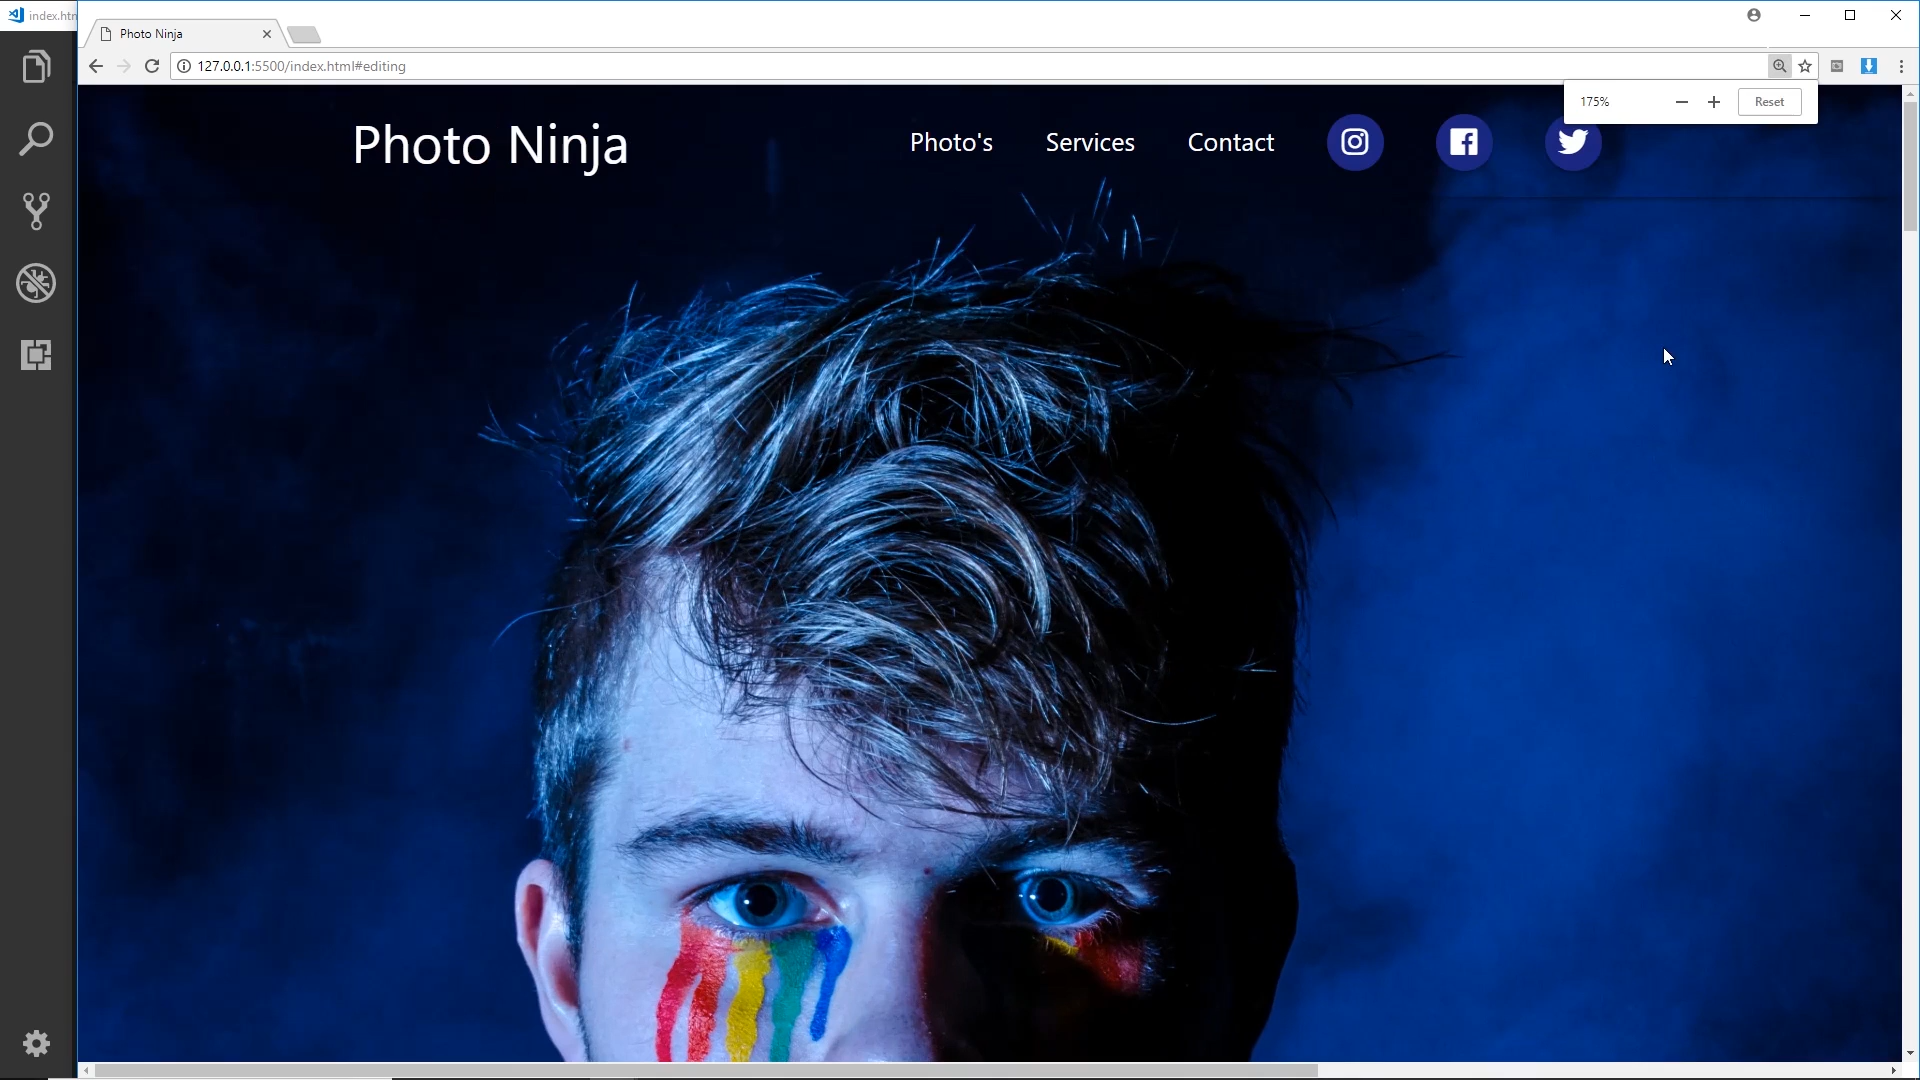 index.htm
Photo Ninja
127.0.0.1:5500/index.html#editing
175%
Reset
Photo Ninja
Photo's
Services
Contact